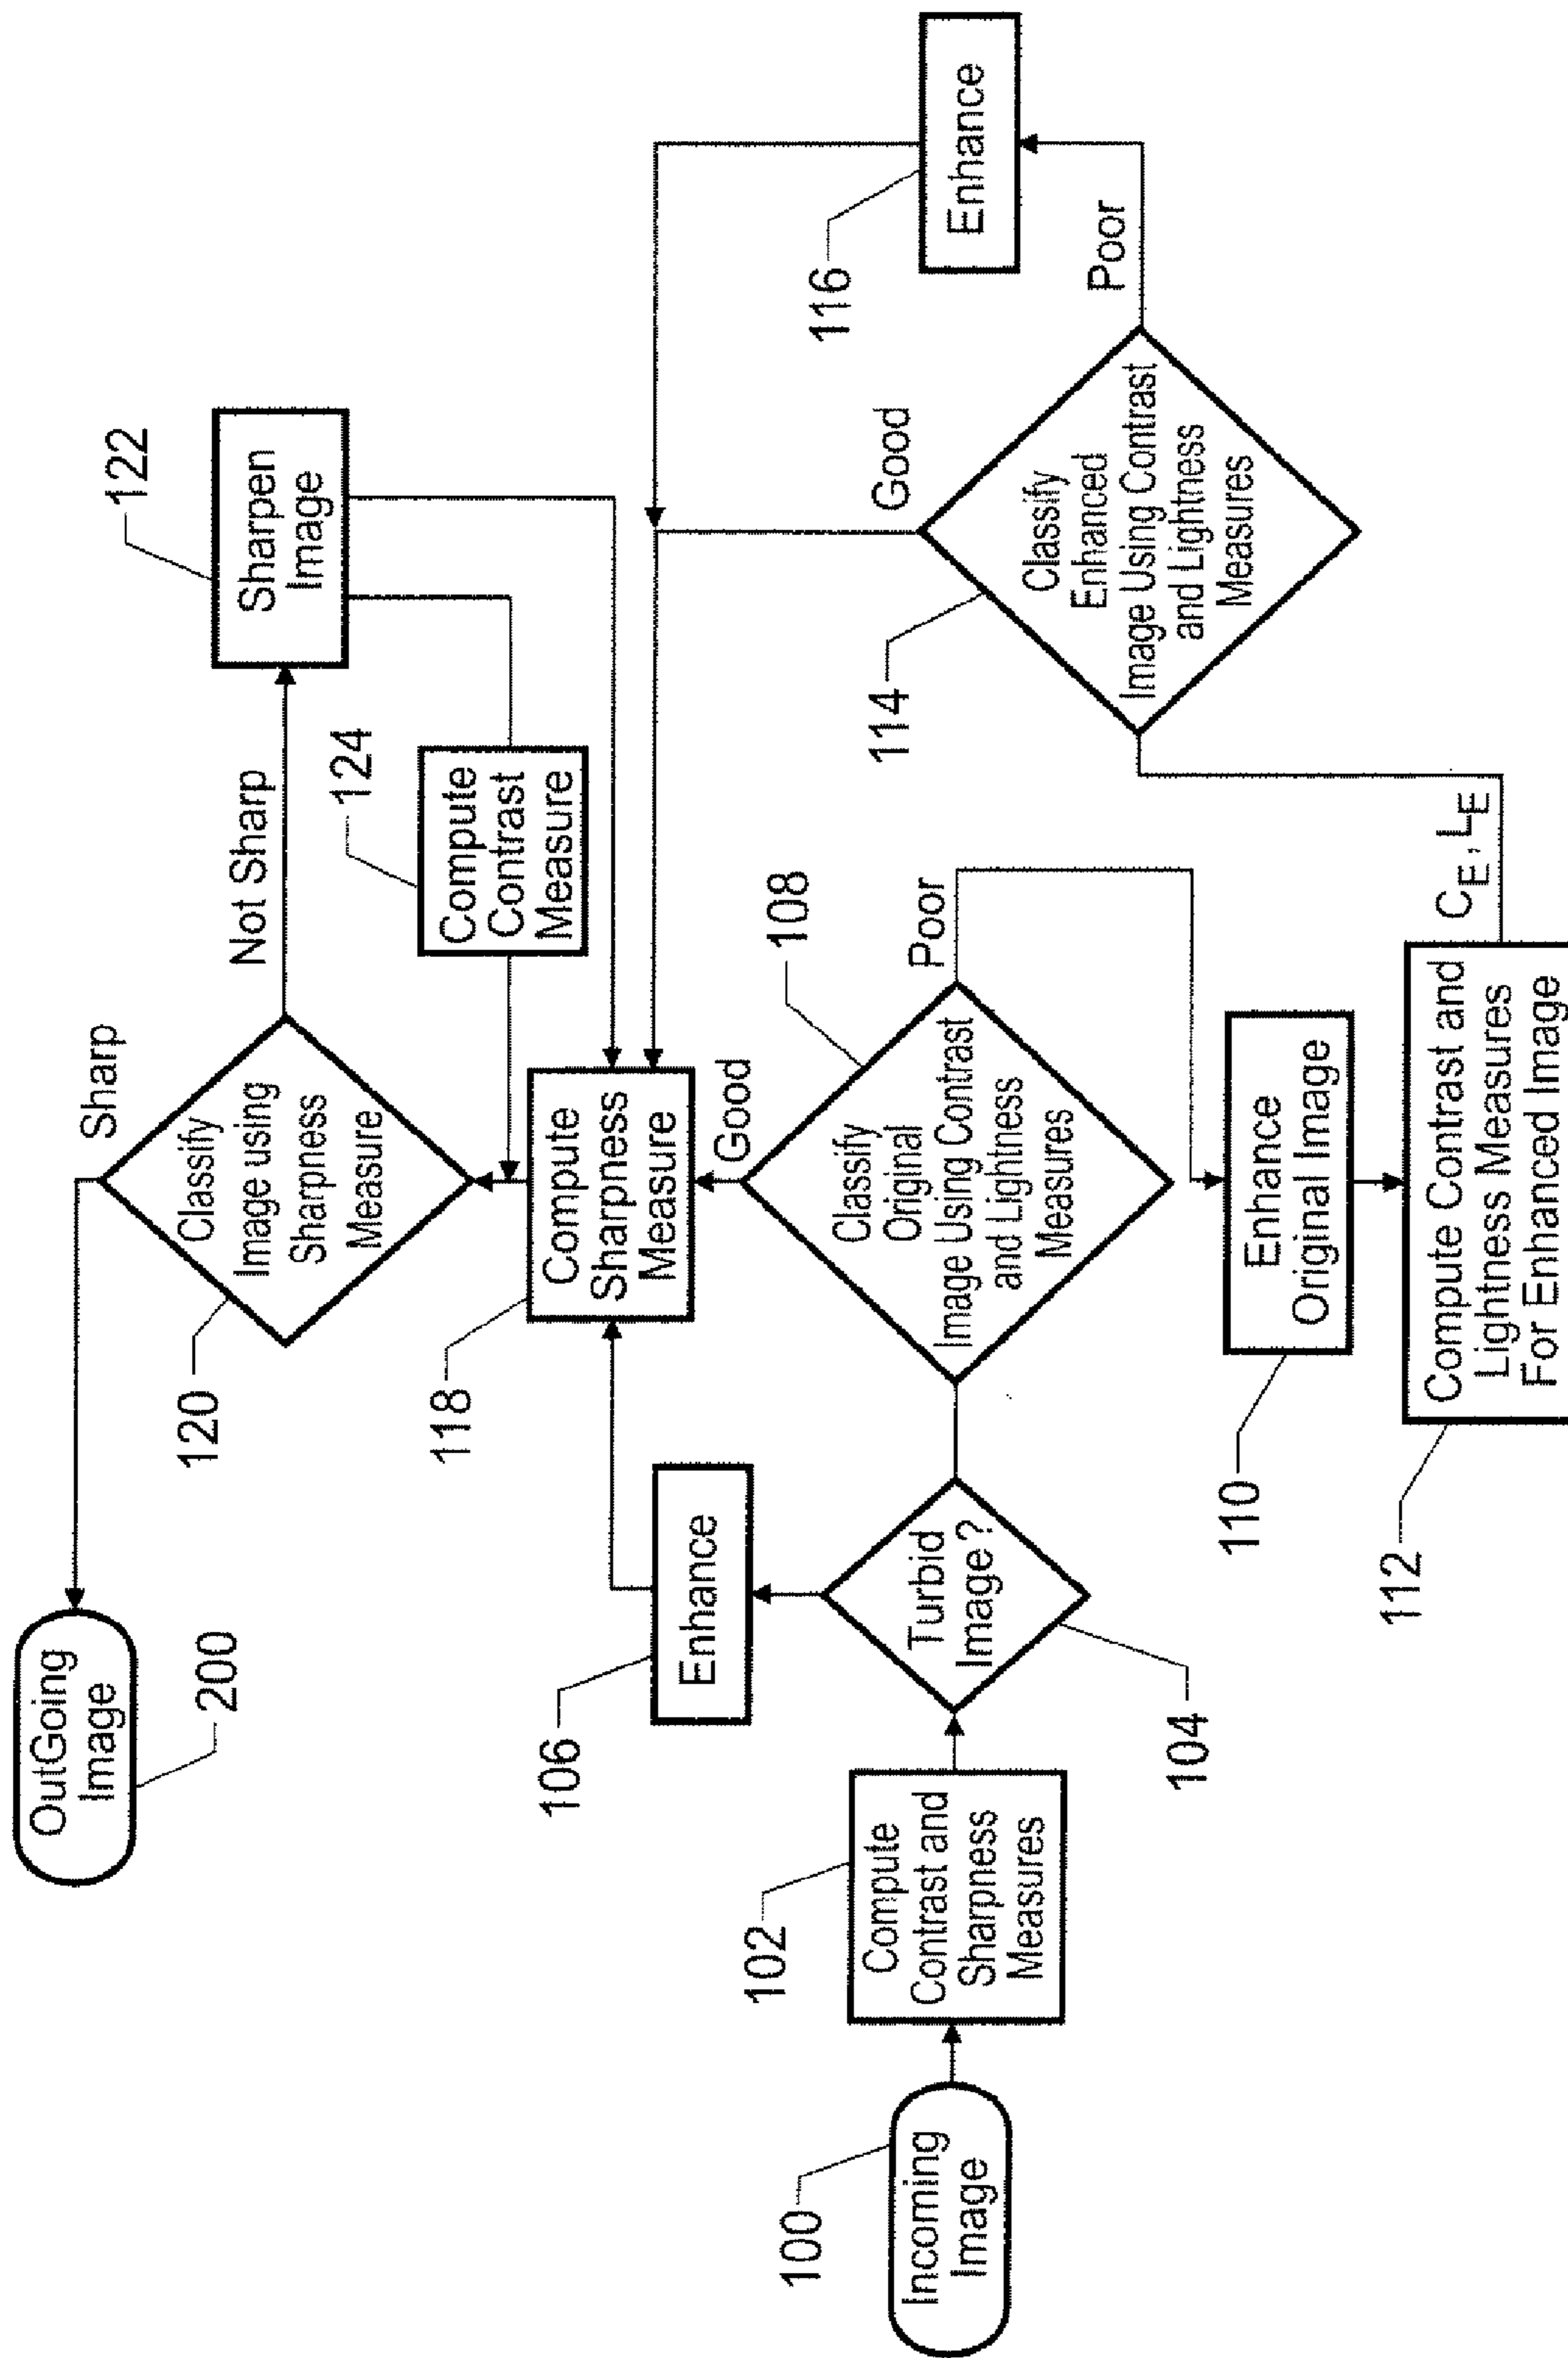 OutGoing
Image
200
Sharp
Classify
Image using
Sharpness
Measure
120
Not Sharp
Sharpen
Image
122
Compute
Contrast
Measure
124
Compute
Sharpness
Measure
118
Enhance
106
Good
Enhance
116
Incoming
Image
100
Compute
Contrast and
Sharpness
Measures
102
Turbid
Image?
104
Classify
Original
Image Using Contrast
and Lightness
Measures
108
Poor
Good
Classify
Enhanced
Image Using Contrast
and Lightness
Measures
114
Poor
Enhance
Original Image
110
Compute Contrast and
Lightness Measures
For Enhanced Image
112
CE, LE